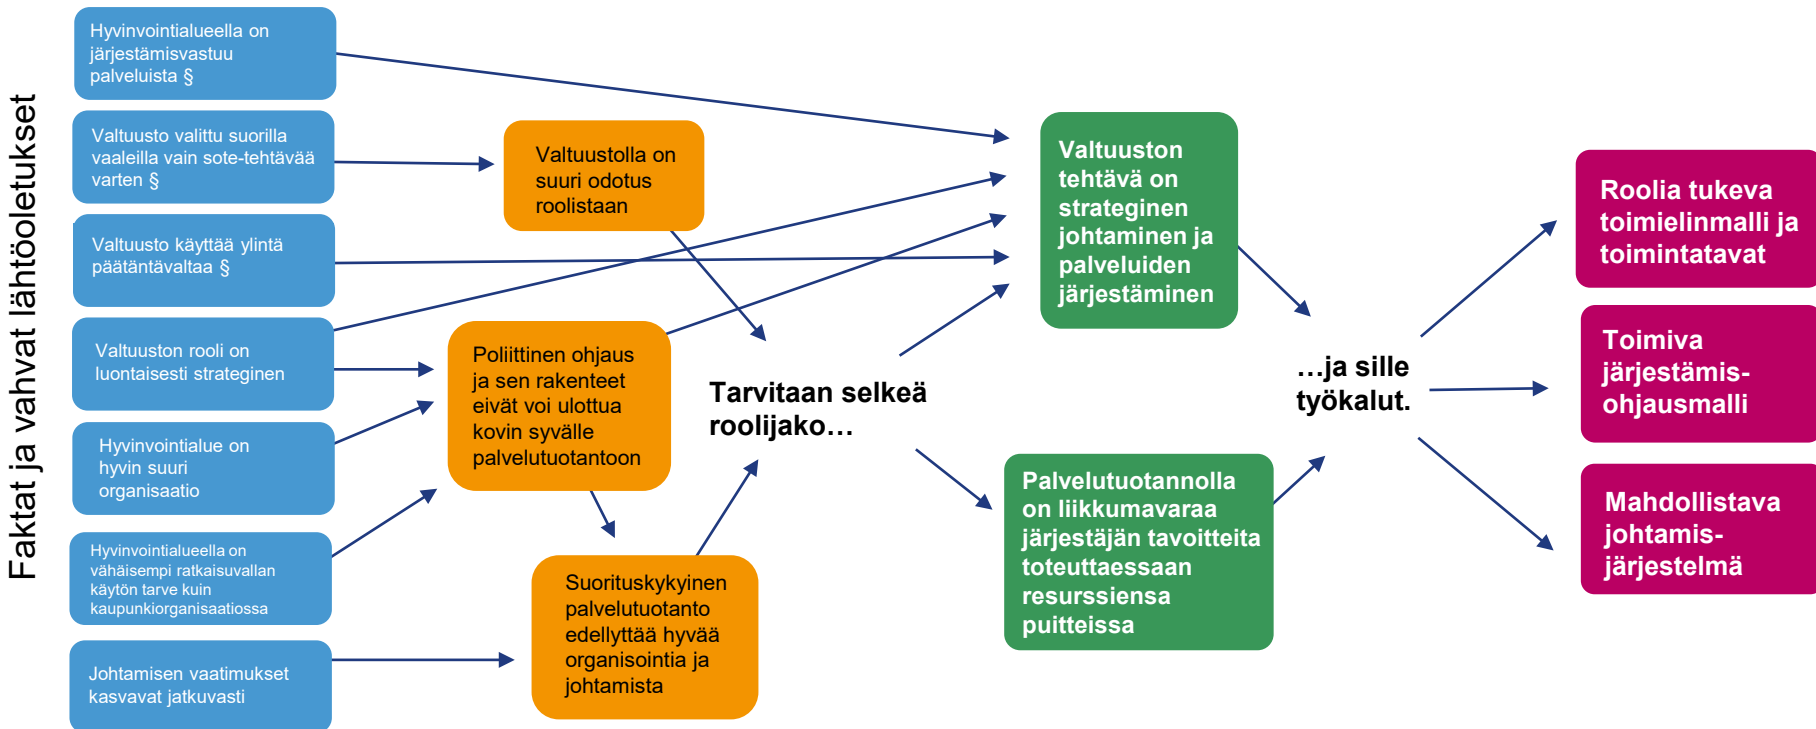 Faktat ja vahvat lähtöoletukset
Hyvinvointialueella on
järjestämisvastuu
palveluista §
Valtuusto valittu suorilla
vaaleilla vain sote-tehtävää
varten §
Valtuusto käyttää ylintä
päätäntävaltaa §
Valtuuston rooli on
luontaisesti strateginen
Hyvinvointialue on
hyvin suuri
organisaatio
Hyvinvointialueella on
vähäisempi ratkaisuvallan
käytön tarve kuin
kaupunkiorganisaatiossa
Johtamisen vaatimukset
kasvavat jatkuvasti
Valtuustolla on
suuri odotus
roolistaan
Poliittinen ohjaus
ja sen rakenteet
eivät voi ulottua
kovin syvälle
palvelutuotantoon
Suorituskykyinen
palvelutuotanto
edellyttää hyvää
organisointia ja
johtamista
Tarvitaan selkeä
roolijako…
Valtuuston
tehtävä on
strateginen
johtaminen ja
palveluiden
järjestäminen
Palvelutuotannolla
on liikkumavaraa
järjestäjän tavoitteita
toteuttaessaan
resurssiensa
puitteissa
…ja sille
työkalut.
Roolia tukeva
toimielinmalli ja
toimintatavat
Toimiva
järjestämis-
ohjausmalli
Mahdollistava
johtamis-
järjestelmä